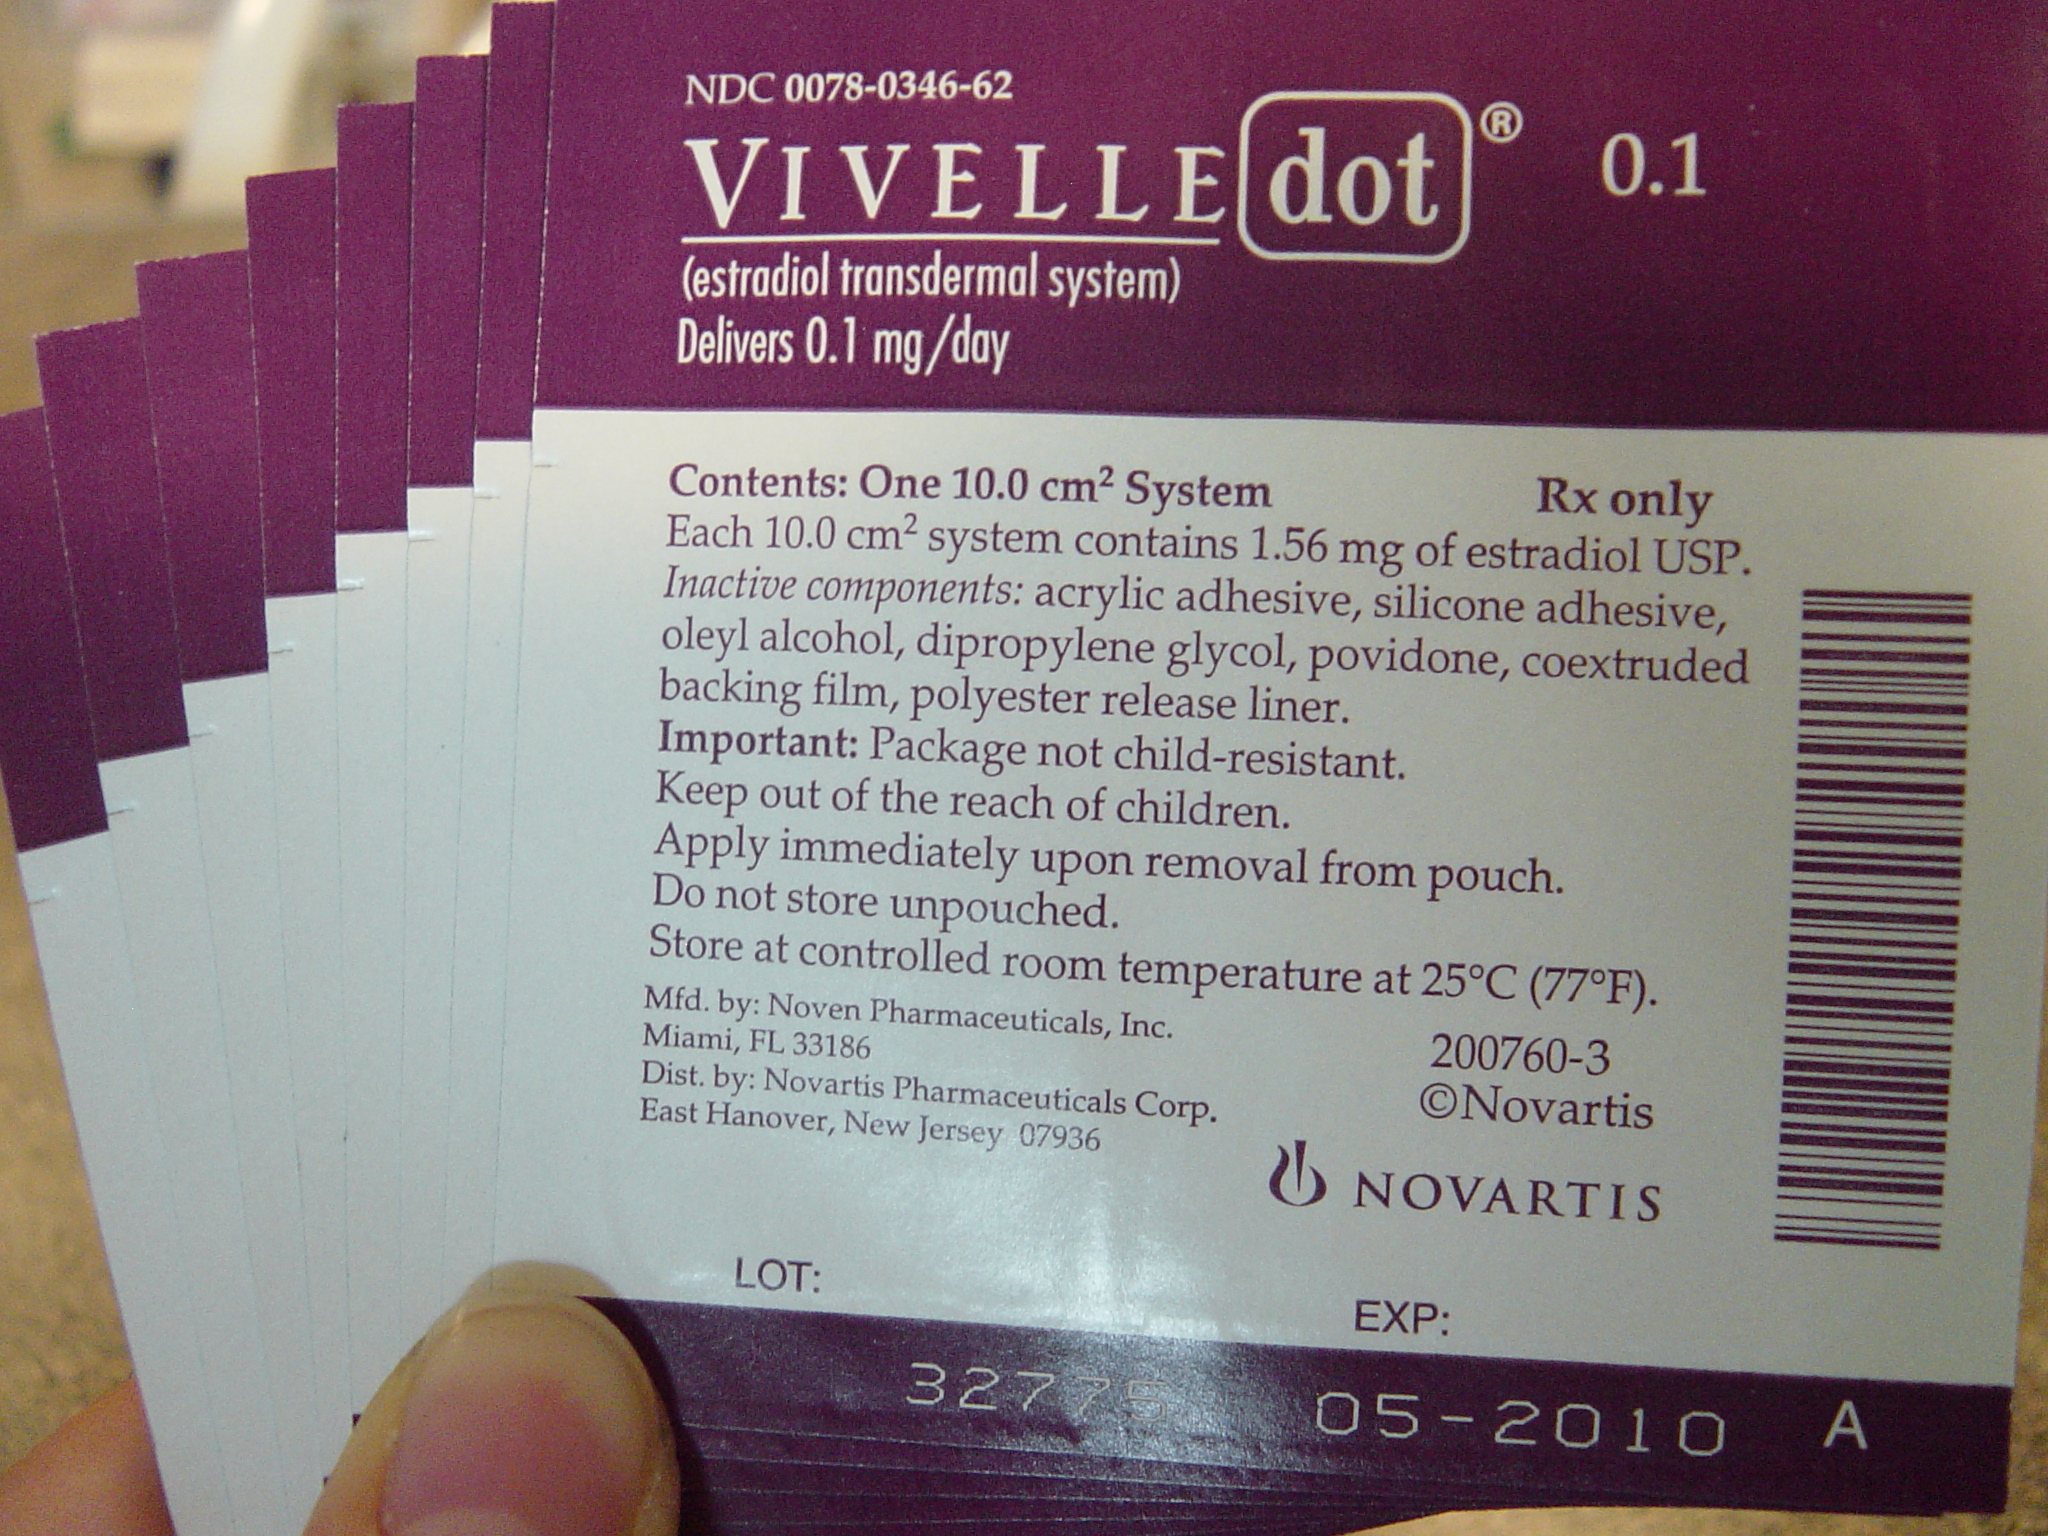 NDC 0078-0346-62
VIVELLE dot® 0.1
(estradiol transdermal system)
Delivers 0.1 mg/day
Contents: One 10.0 cm² System Rx only
Each 10.0 cm² system contains 1.56 mg of estradiol USP.
Inactive components: acrylic adhesive, silicone adhesive,
oleyl alcohol, dipropylene glycol, povidone, coextruded
backing film, polyester release liner.
Important: Package not child-resistant.
Keep out of the reach of children.
Apply immediately upon removal from pouch.
Do not store unpouched.
Store at controlled room temperature at 25°C (77°F).
Mfd. by: Noven Pharmaceuticals, Inc.
Miami, FL 33186
Dist. by: Novartis Pharmaceuticals Corp.
East Hanover, New Jersey 07936
200760-3
©Novartis
NOVARTIS
LOT: EXP:
32775 05-2010 A